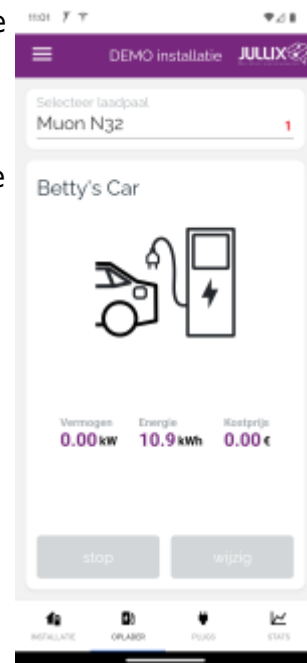 e
11:01
DEMO installatie JULLIX
Selecteer laadpaal
Muon N32 1
e
Betty's Car
Vermogen Energie Kostprijs
0.00 kW 10.9 kWh 0.00 €
stop wijzig
INSTALLATIE OPLADER PLUGS STATS